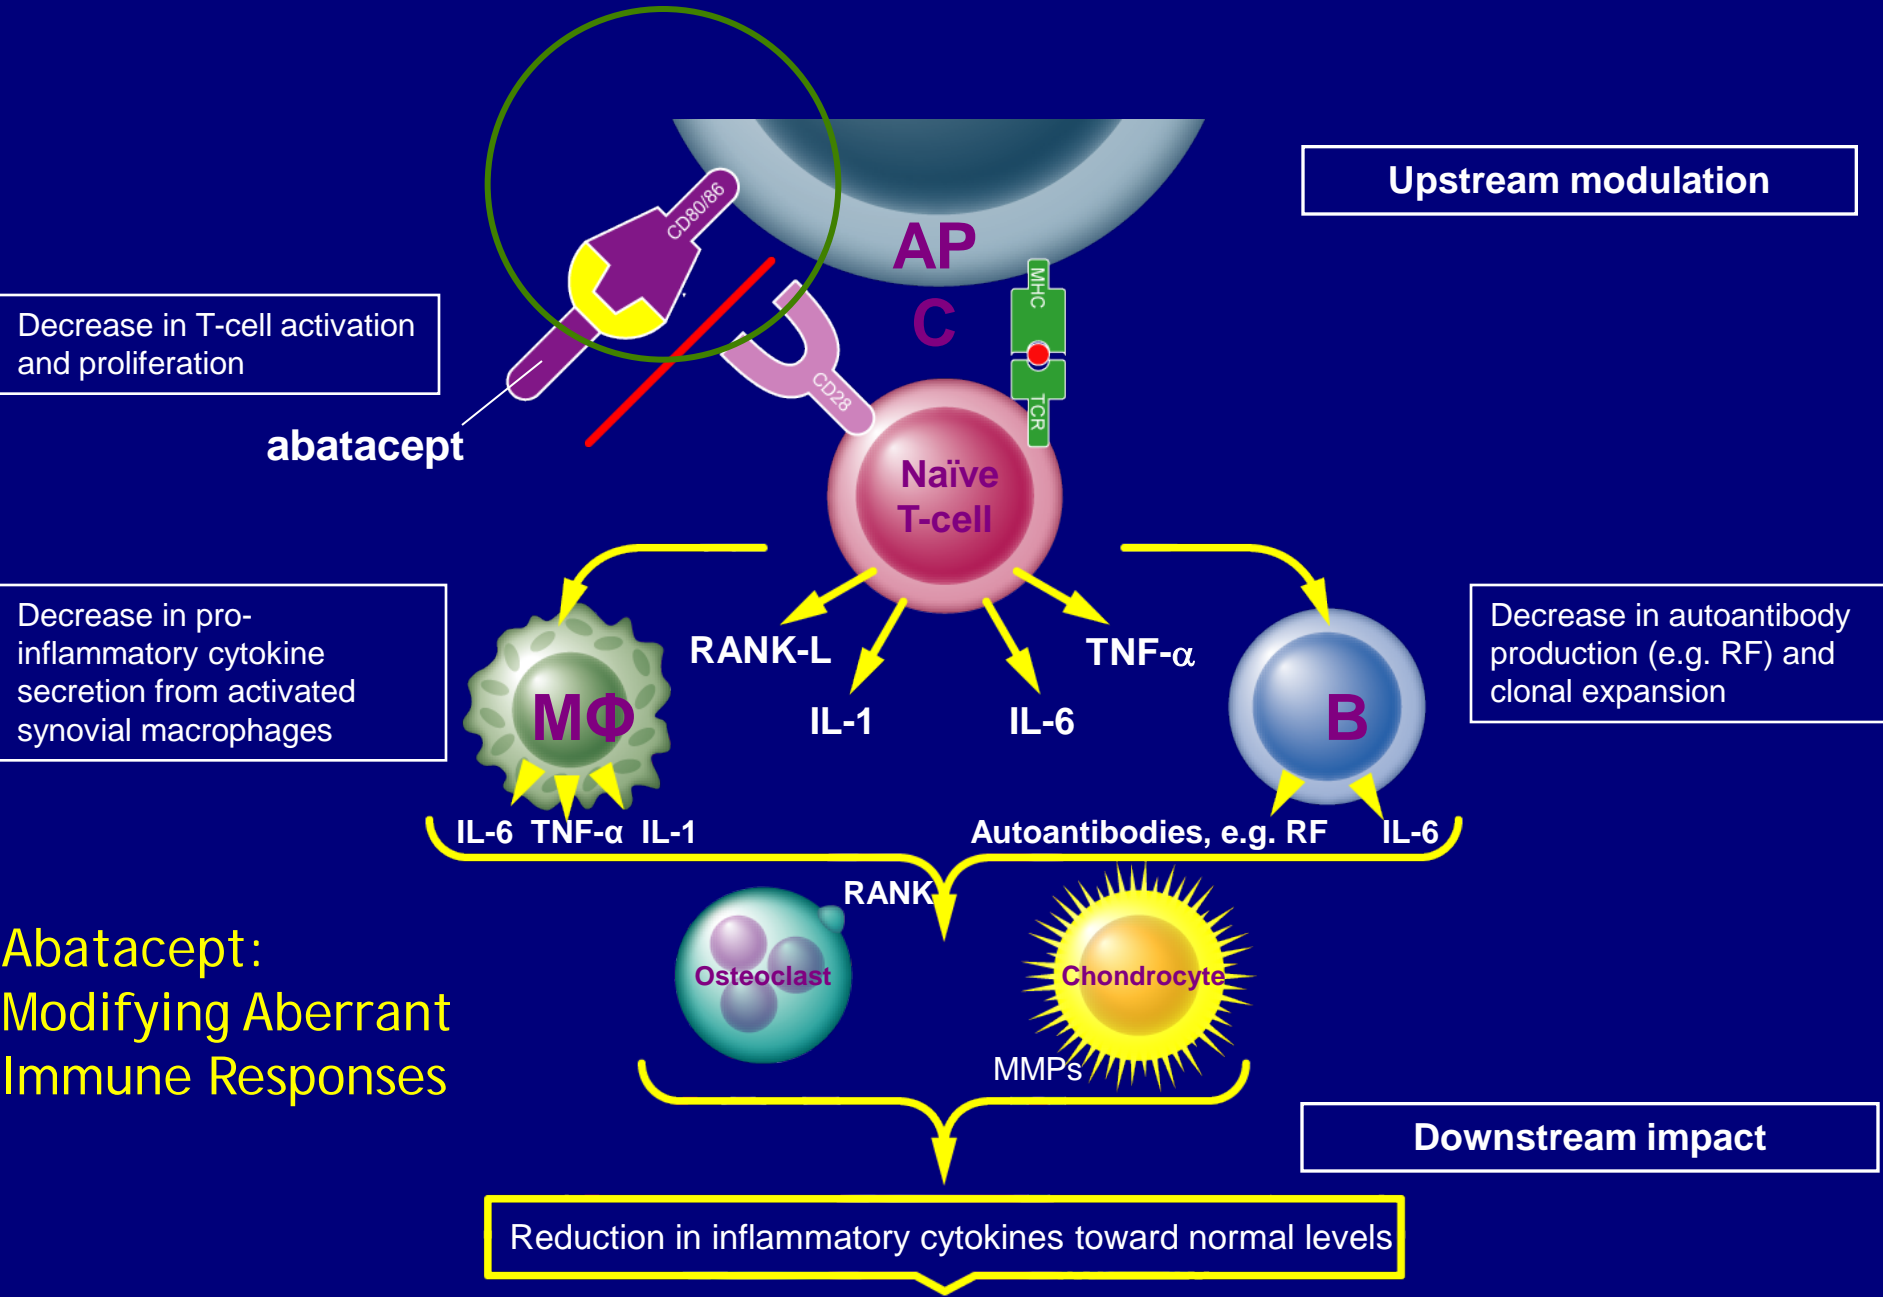 Upstream modulation
CD80/86
AP
C
MHC
TCR
CD28
Decrease in T-cell activation
and proliferation
abatacept
Naïve
T-cell
Decrease in pro-
inflammatory cytokine
secretion from activated
synovial macrophages
RANK-L
IL-1
IL-6
TNF-α
Decrease in autoantibody
production (e.g. RF) and
clonal expansion
MΦ
B
IL-6 TNF-α IL-1
Autoantibodies, e.g. RF IL-6
RANK
Osteoclast
Chondrocyte
MMPs
Abatacept:
Modifying Aberrant
Immune Responses
Downstream impact
Reduction in inflammatory cytokines toward normal levels